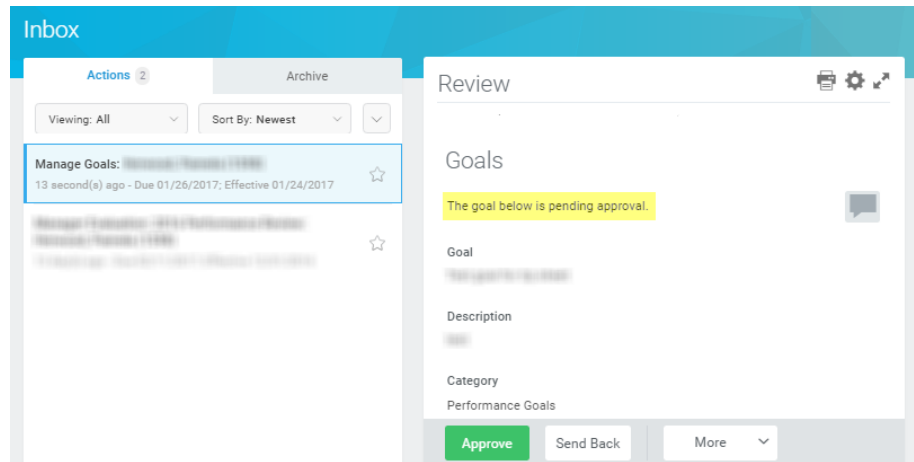 Inbox
Actions 2
Archive
Viewing: All
Sort By: Newest
Manage Goals:
13 second(s) ago - Due 01/26/2017; Effective 01/24/2017
Review
Goals
The goal below is pending approval.
Goal
Description
Category
Performance Goals
Approve
Send Back
More